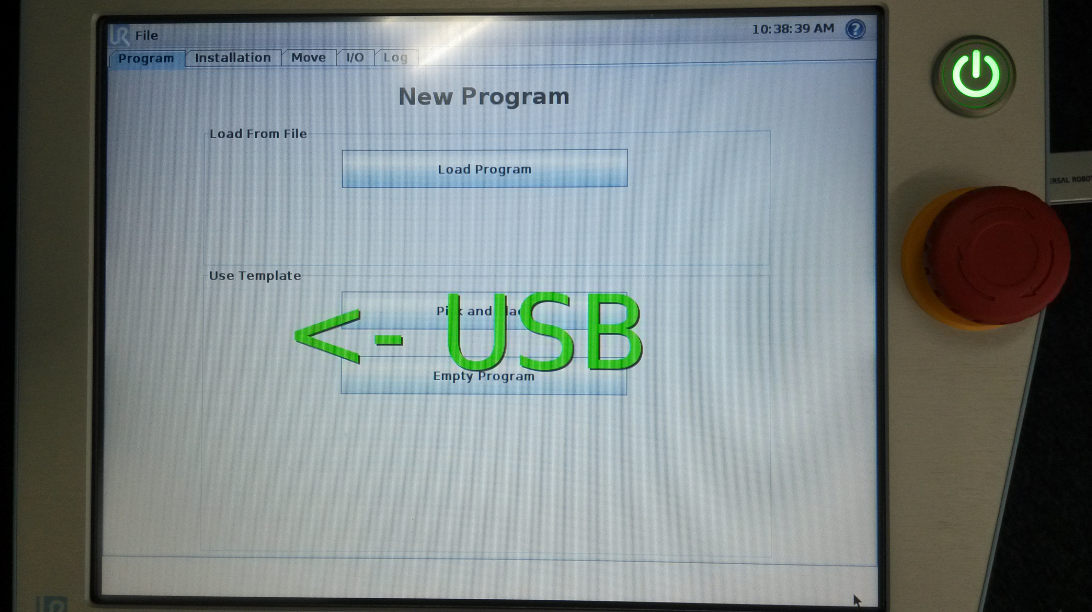 UR File 10:38:39 AM ?
Program Installation Move I/O Log
New Program
Load From File
Load Program
Use Template
<- USB
Empty Program